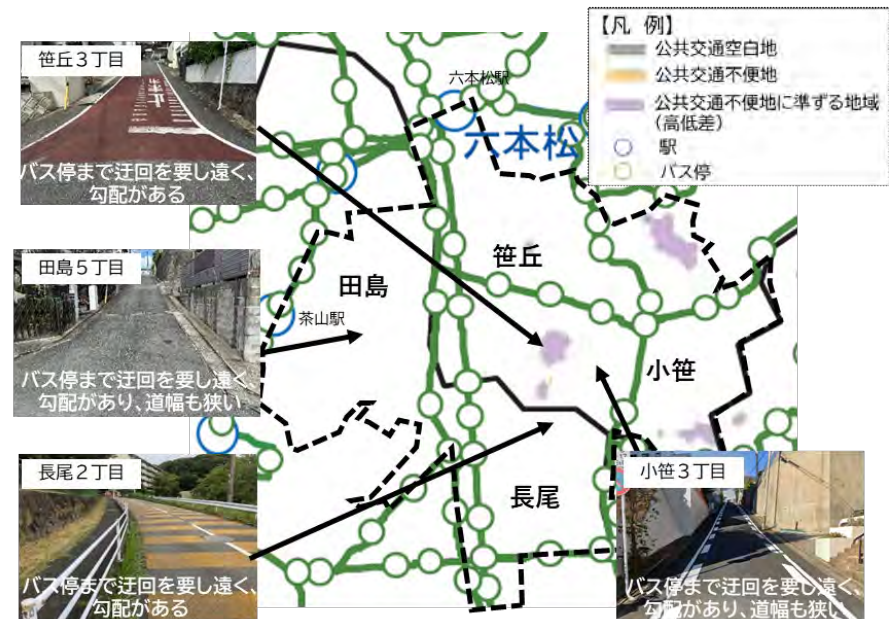 【凡 例】
公共交通空白地
公共交通不便地
公共交通不便地に準ずる地域
(高低差)
駅
バス停
笹丘３丁目
止まれ
バス停まで迂回を要し遠く、
勾配がある
六本松駅
六本松
笹丘
田島
茶山駅
小笹
長尾
田島５丁目
バス停まで迂回を要し遠く、
勾配があり、道幅も狭い
長尾２丁目
バス停まで迂回を要し遠く、
勾配がある
小笹３丁目
バス停まで迂回を要し遠く、
勾配があり、道幅も狭い